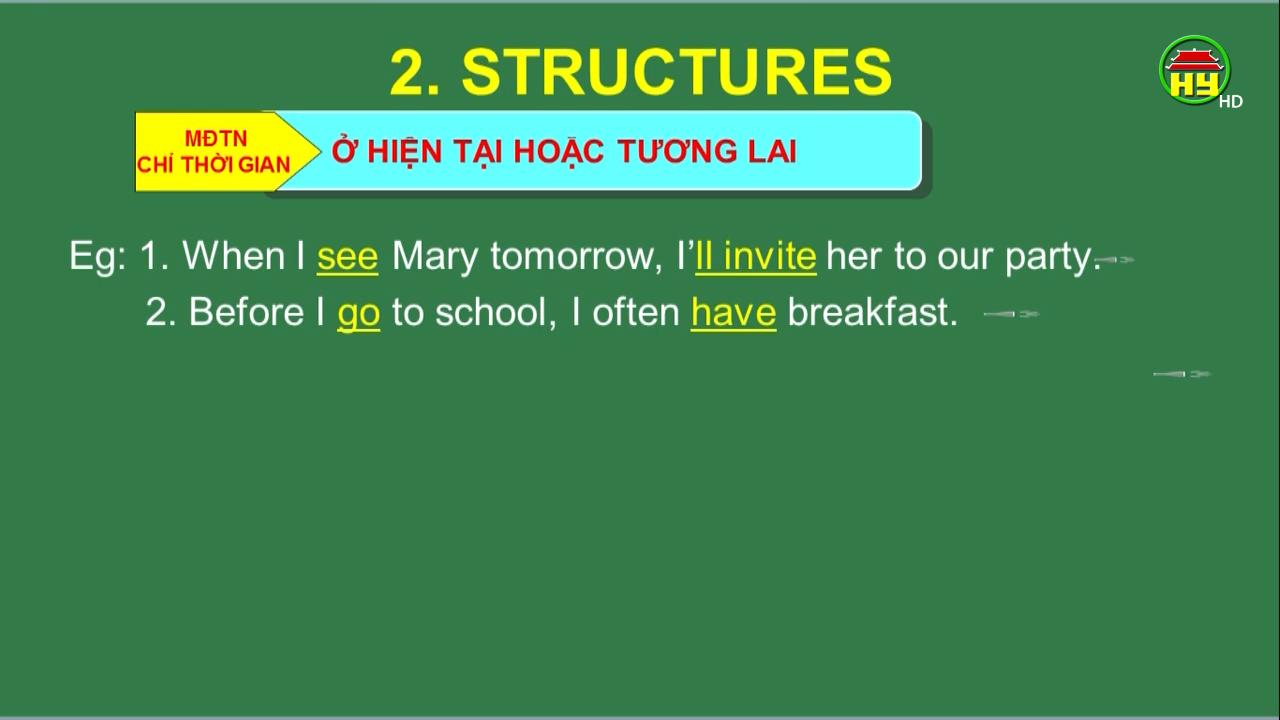 2. STRUCTURES
HY
HD
MĐTN
CHỈ THỜI GIAN
Ở HIỆN TẠI HOẶC TƯƠNG LAI
Eg: 1. When I see Mary tomorrow, I’ll invite her to our party.
2. Before I go to school, I often have breakfast.